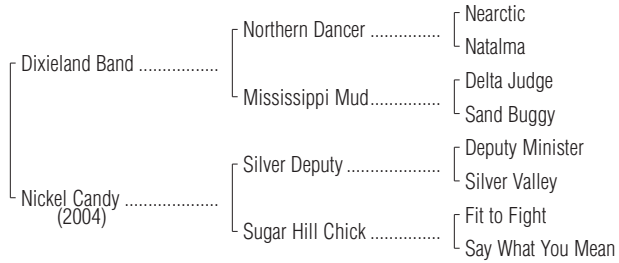 Nearctic
Northern Dancer ..............
Natalma
Dixieland Band .................
Delta Judge
Mississippi Mud..............
Sand Buggy
Deputy Minister
Silver Deputy ...................
Silver Valley
Nickel Candy ....................
(2004)
Fit to Fight
Sugar Hill Chick ..............
Say What You Mean